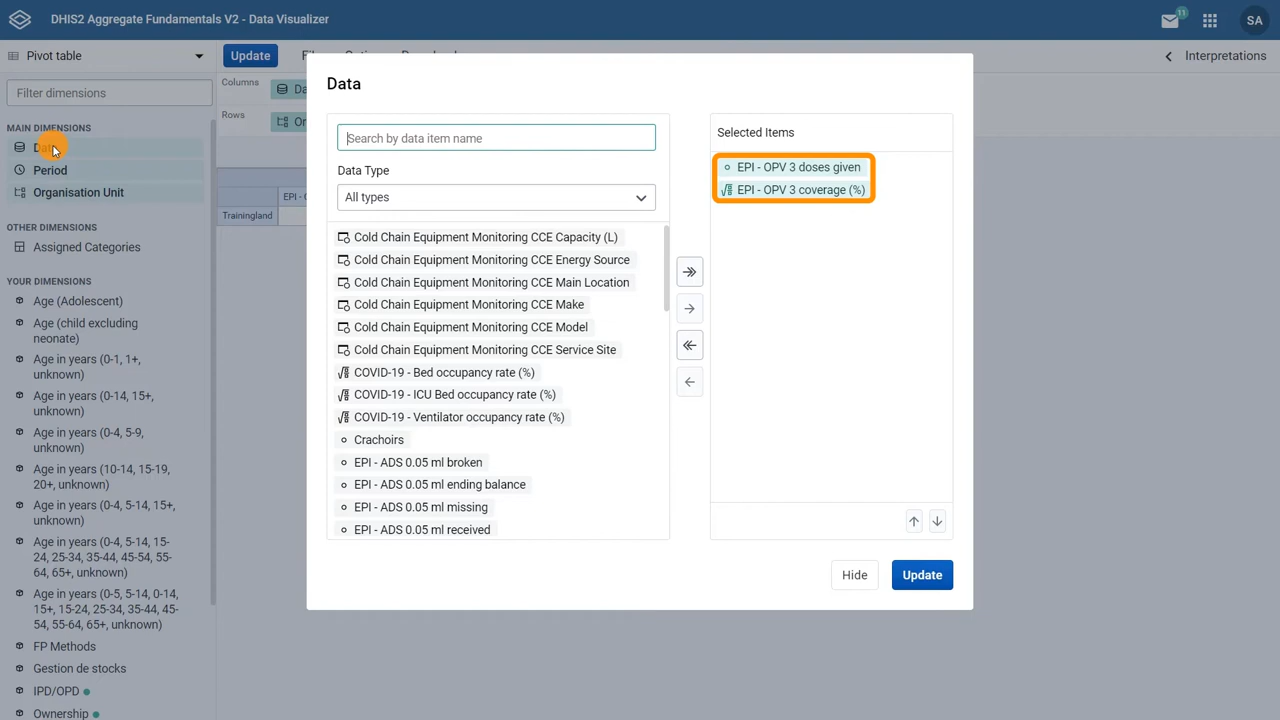 DHIS2 Aggregate Fundamentals V2 - Data Visualizer
11
SA
Pivot table
Update
Interpretations
Filter dimensions
MAIN DIMENSIONS
Period
Organisation Unit
OTHER DIMENSIONS
Assigned Categories
YOUR DIMENSIONS
Age (Adolescent)
Age (child excluding
neonate)
Age in years (0-1, 1+,
unknown)
Age in years (0-14, 15+,
unknown)
Age in years (0-4, 5-9,
unknown)
Age in years (10-14, 15-19,
20+, unknown)
Age in years (0-4, 5-14, 15+,
unknown)
Age in years (0-4, 5-14, 15-
24, 25-34, 35-44, 45-54, 55-
64, 65+, unknown)
Age in years (0-5, 5-14, 0-14,
15+, 15-24, 25-34, 35-44, 45-
54, 55-64, 65+, unknown)
FP Methods
Gestion de stocks
IPD/OPD
Ownership
Columns
Rows
EPI - 
Trainingland
Data
Search by data item name
Data Type
All types
Cold Chain Equipment Monitoring CCE Capacity (L)
Cold Chain Equipment Monitoring CCE Energy Source
Cold Chain Equipment Monitoring CCE Main Location
Cold Chain Equipment Monitoring CCE Make
Cold Chain Equipment Monitoring CCE Model
Cold Chain Equipment Monitoring CCE Service Site
COVID-19 - Bed occupancy rate (%)
COVID-19 - ICU Bed occupancy rate (%)
COVID-19 - Ventilator occupancy rate (%)
Crachoirs
EPI - ADS 0.05 ml broken
EPI - ADS 0.05 ml ending balance
EPI - ADS 0.05 ml missing
EPI - ADS 0.05 ml received
Selected Items
EPI - OPV 3 doses given
EPI - OPV 3 coverage (%)
Hide
Update